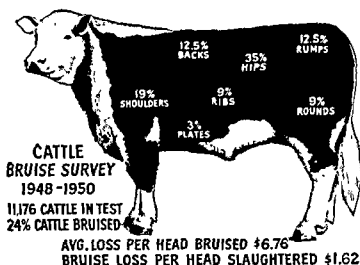 12.5%
BACKS
12.5%
RUMPS
35%
HIPS
19%
SHOULDERS
9%
RIBS
9%
ROUNDS
3%
PLATES
CATTLE
BRUISE SURVEY
1948-1950
11,176 CATTLE IN TEST
24% CATTLE BRUISED
AVG. LOSS PER HEAD BRUISED $6.76
BRUISE LOSS PER HEAD SLAUGHTERED $1.62